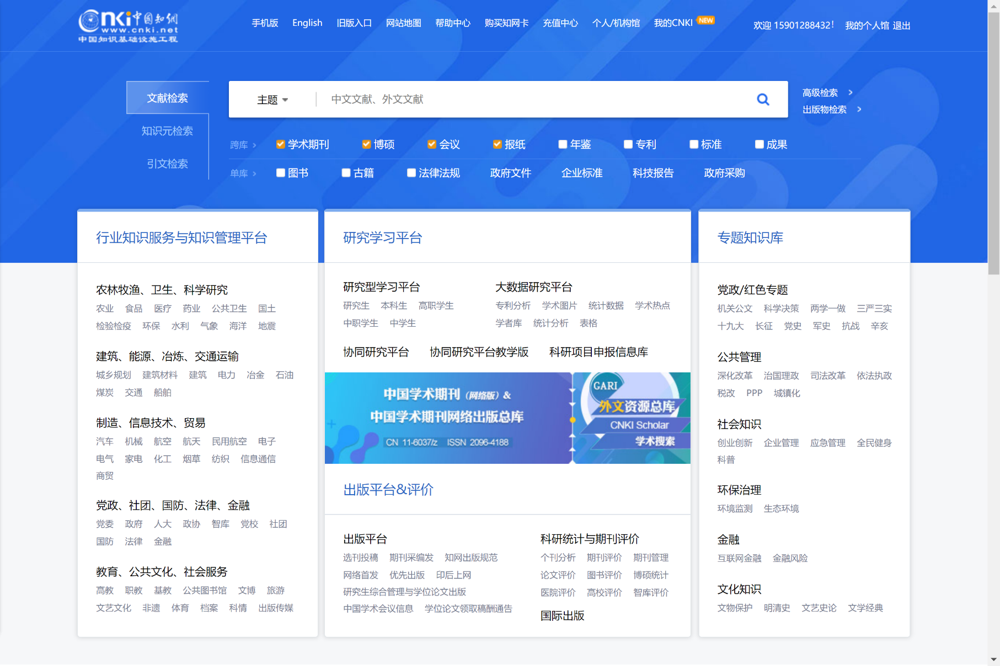 Cnki中国知网
www.cnki.net
中国知识基础设施工程
手机版 English 旧版入口 网站地图 帮助中心 购买知网卡 充值中心 个人/机构馆 我的CNKI NEW
欢迎 15901288432! 我的个人馆 退出
文献检索
知识元检索
引文检索
主题 中文文献、外文文献
高级检索 >
出版物检索 >
跨库 > 学术期刊 博硕 会议 报纸 年鉴 专利 标准 成果
单库 > 图书 古籍 法律法规 政府文件 企业标准 科技报告 政府采购
行业知识服务与知识管理平台
农林牧渔、卫生、科学研究
农业 食品 医疗 药业 公共卫生 国土
检验检疫 环保 水利 气象 海洋 地震
建筑、能源、冶炼、交通运输
城乡规划 建筑材料 建筑 电力 冶金 石油
煤炭 交通 船舶
制造、信息技术、贸易
汽车 机械 航空 航天 民用航空 电子
电气 家电 化工 烟草 纺织 信息通信
商贸
党政、社团、国防、法律、金融
党委 政府 人大 政协 智库 党校 社团
国防 法律 金融
教育、公共文化、社会服务
高教 职教 基教 公共图书馆 文博 旅游
文艺文化 非遗 体育 档案 科情 出版传媒
研究学习平台
研究型学习平台
研究生 本科生 高职学生
中职学生 中学生
大数据研究平台
专利分析 学术图片 统计数据 学术热点
学者库 统计分析 表格
协同研究平台 协同研究平台教学版 科研项目申报信息库
中国学术期刊（网络版）&
中国学术期刊网络出版总库
CN 11-6037/z ISSN 2096-4188
GARI
外文资源总库
CNKI Scholar
学术搜索
出版平台&评价
出版平台
选刊投稿 期刊采编发 知网出版规范
网络首发 优先出版 印后上网
研究生综合管理与学位论文出版
中国学术会议信息 学位论文领取稿酬通告
科研统计与期刊评价
个刊分析 期刊评价 期刊管理
论文评价 图书评价 博硕统计
医院评价 高校评价 智库评价
国际出版
专题知识库
党政/红色专题
机关公文 科学决策 两学一做 三严三实
十九大 长征 党史 军史 抗战 辛亥
公共管理
深化改革 治国理政 司法改革 依法执政
税改 PPP 城镇化
社会知识
创业创新 企业管理 应急管理 全民健身
科普
环保治理
环境监测 生态环境
金融
互联网金融 金融风险
文化知识
文物保护 明清史 文艺史论 文学经典